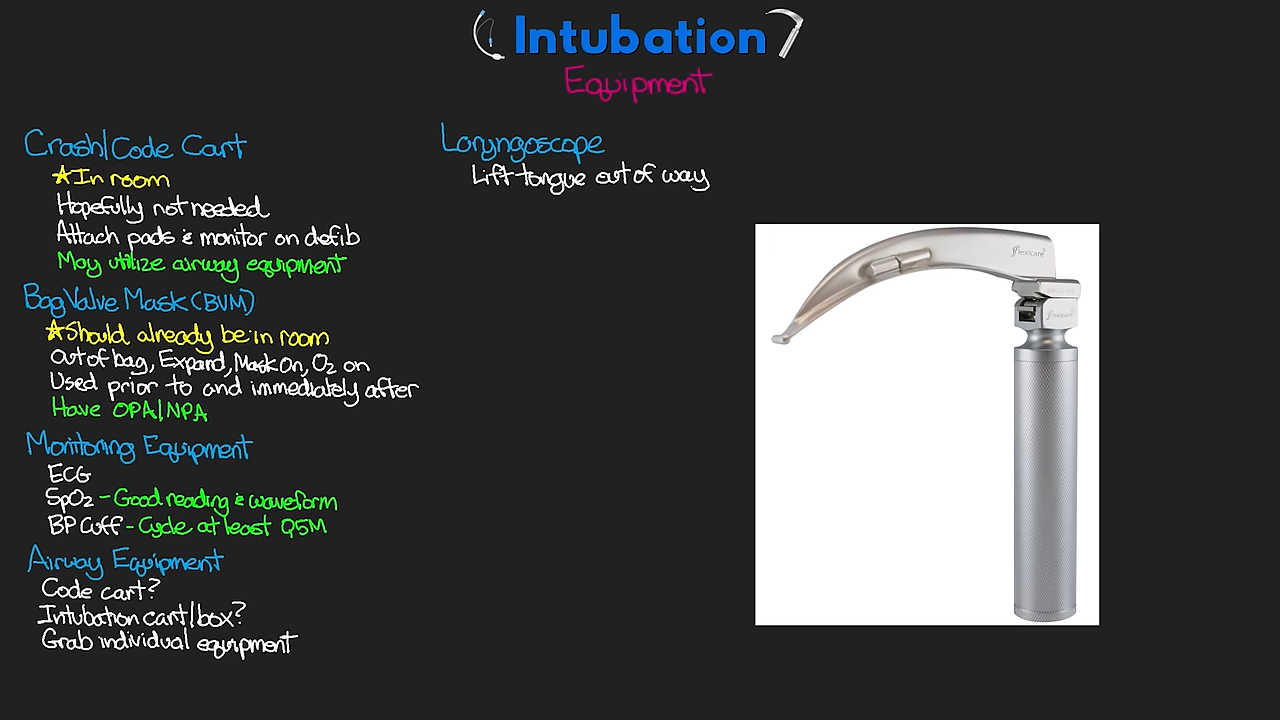 Intubation
Equipment
Crash/Code Cart
★In room
Hopefully not needed
Attach pads & monitor on defib
May utilize airway equipment
Bag Valve Mask (BVM)
★Should already be in room
Out of bag, Expand, Mask On, O2 on
Used prior to and immediately after
Have OPA/NPA
Monitoring Equipment
ECG
SpO2 - Good reading & waveform
BP Cuff - Cycle at least Q5M
Airway Equipment
Code cart?
Intubation cart/box?
Grab individual equipment
Laryngoscope
Lift tongue out of way
flexicare
flexicare